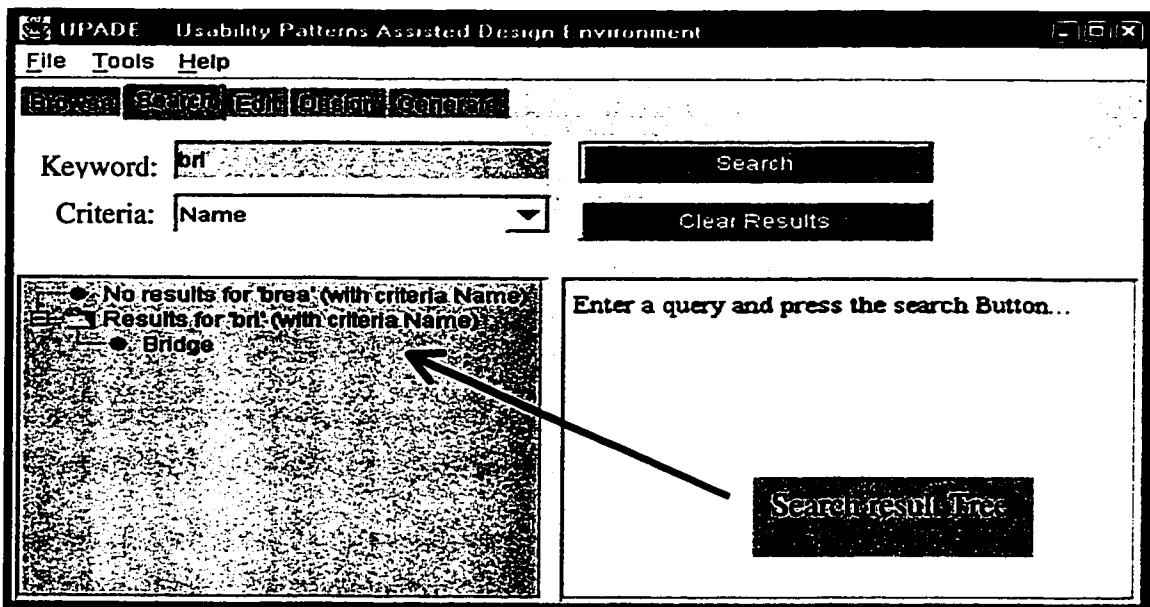 UPADE Usability Patterns Assisted Design Environment
File Tools Help
Browse Search Edit Design Generate
Keyword: bri Search
Criteria: Name Clear Results
No results for 'brea' (with criteria Name)
Results for 'bri' (with criteria Name)
Bridge
Enter a query and press the search Button...
Search result Tree